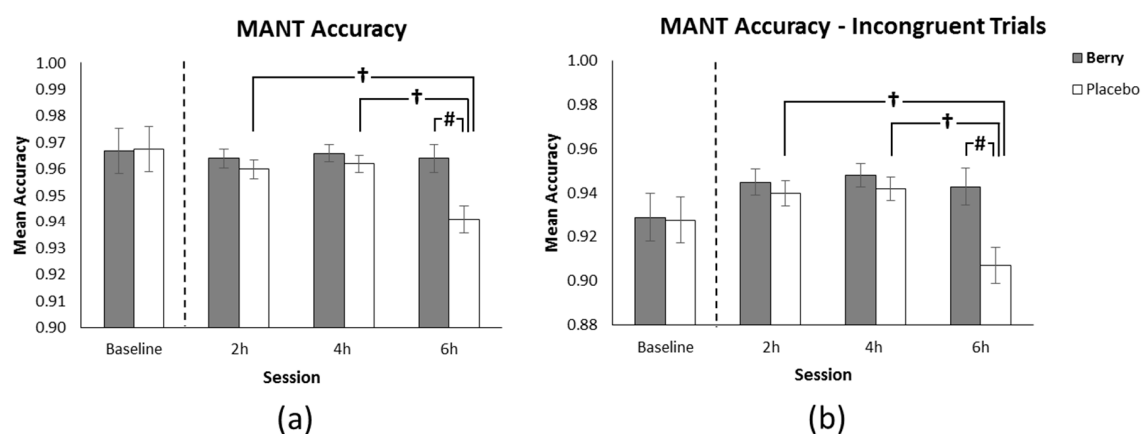 MANT Accuracy
Mean Accuracy
1.00
0.99
0.98
0.97
0.96
0.95
0.94
0.93
0.92
0.91
0.90
†
†
#
Baseline 2h 4h 6h
Session
(a)
MANT Accuracy - Incongruent Trials
Mean Accuracy
1.00
0.98
0.96
0.94
0.92
0.90
0.88
†
†
#
Baseline 2h 4h 6h
Session
(b)
Berry
Placebo